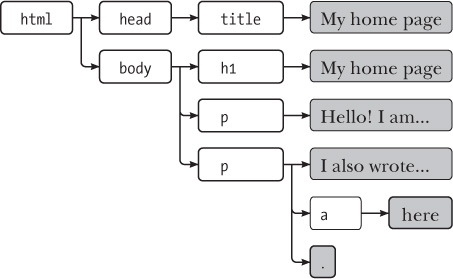 html head title My home page
body h1 My home page
p Hello! I am...
p I also wrote...
a here
.